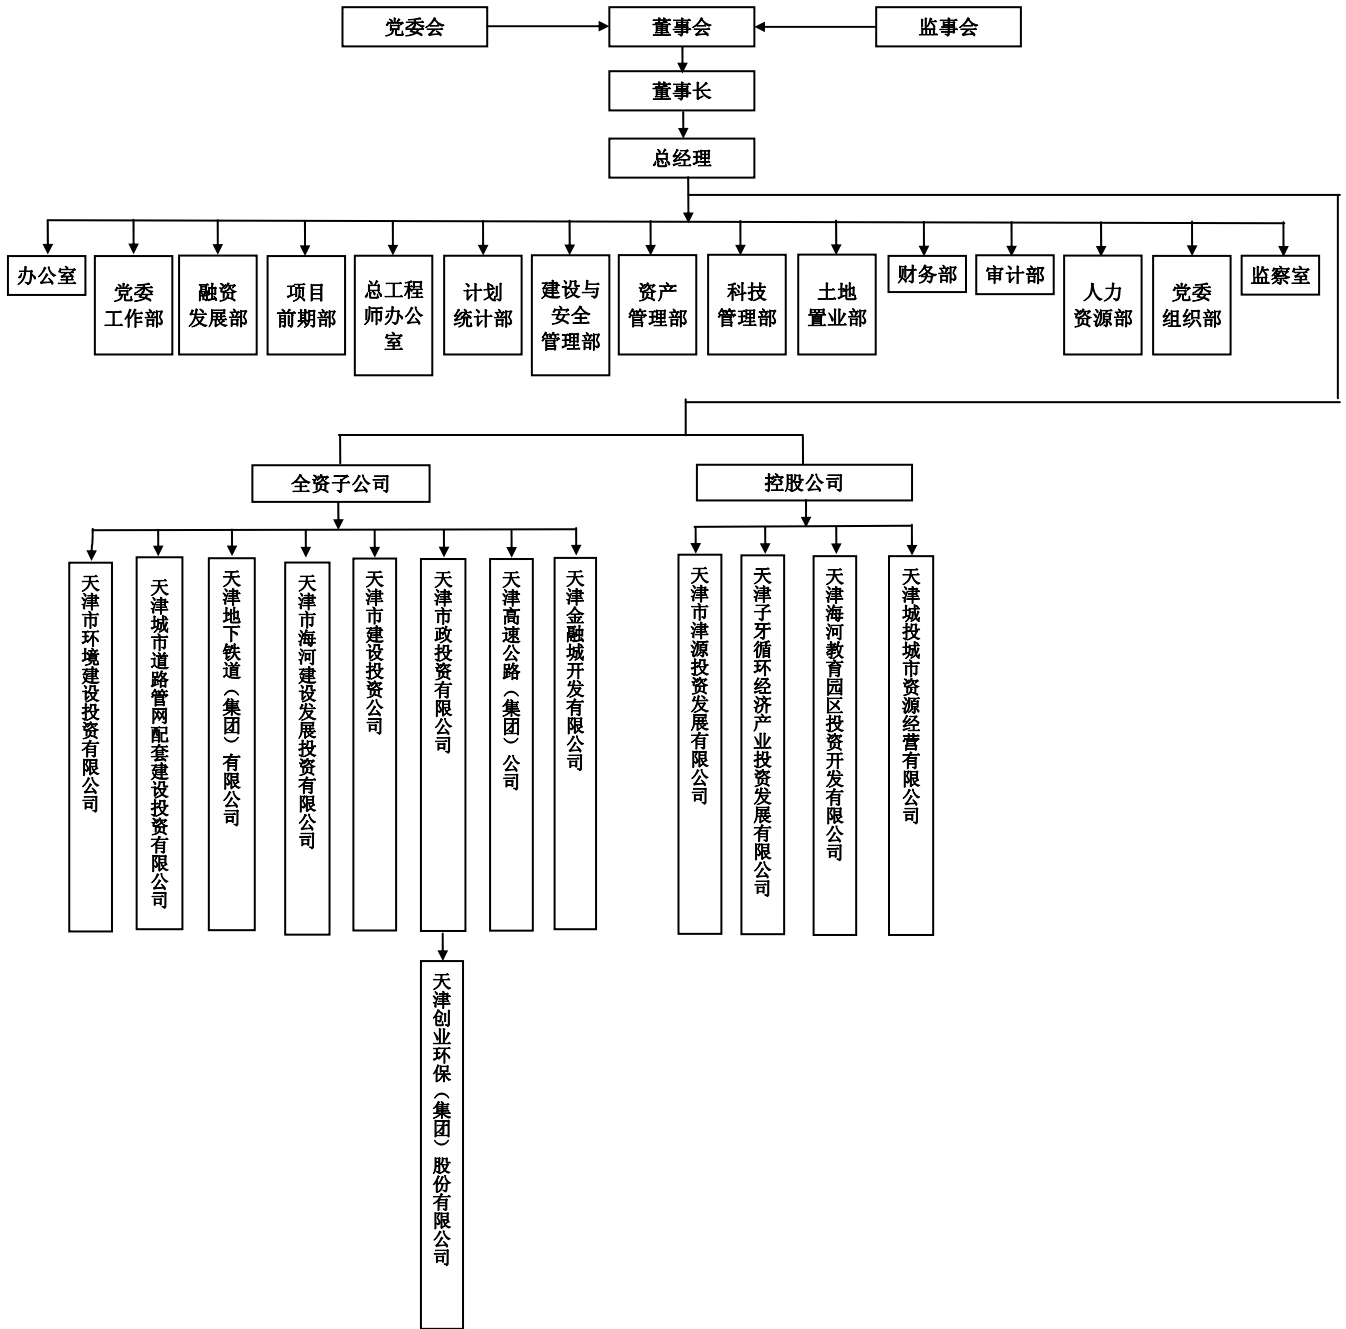 党委会
董事会
监事会
董事长
总经理
办公室
党委
工作部
融资
发展部
项目
前期部
总工程
师办公
室
计划
统计部
建设与
安全
管理部
资产
管理部
科技
管理部
土地
置业部
财务部
审计部
人力
资源部
党委
组织部
监察室
全资子公司
控股公司
天津市环境建设投资有限公司
天津城市道路管网配套建设投资有限公司
天津地下铁道（集团）有限公司
天津市海河建设发展投资有限公司
天津市建设投资公司
天津市政投资有限公司
天津高速公路（集团）公司
天津金融城开发有限公司
天津市津源投资发展有限公司
天津子牙循环经济产业投资发展有限公司
天津海河教育园区投资开发有限公司
天津城投城市资源经营有限公司
天津创业环保（集团）股份有限公司